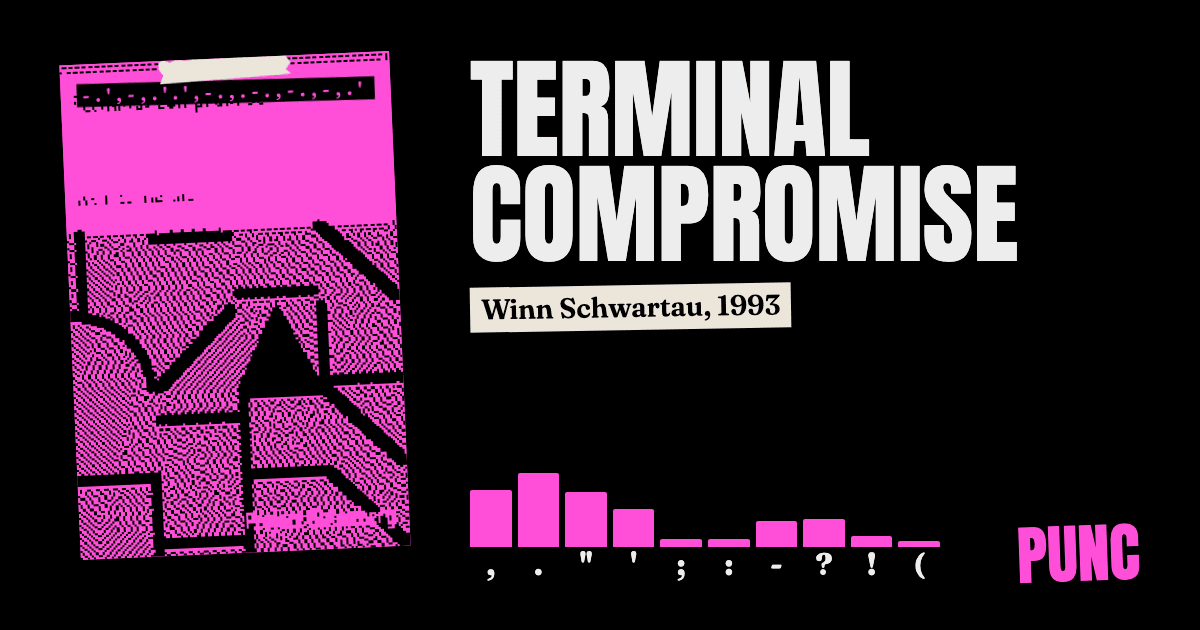 TERMINAL
COMPROMISE
Winn Schwartau, 1993
, . " ' ; : - ? ! (
PUNC